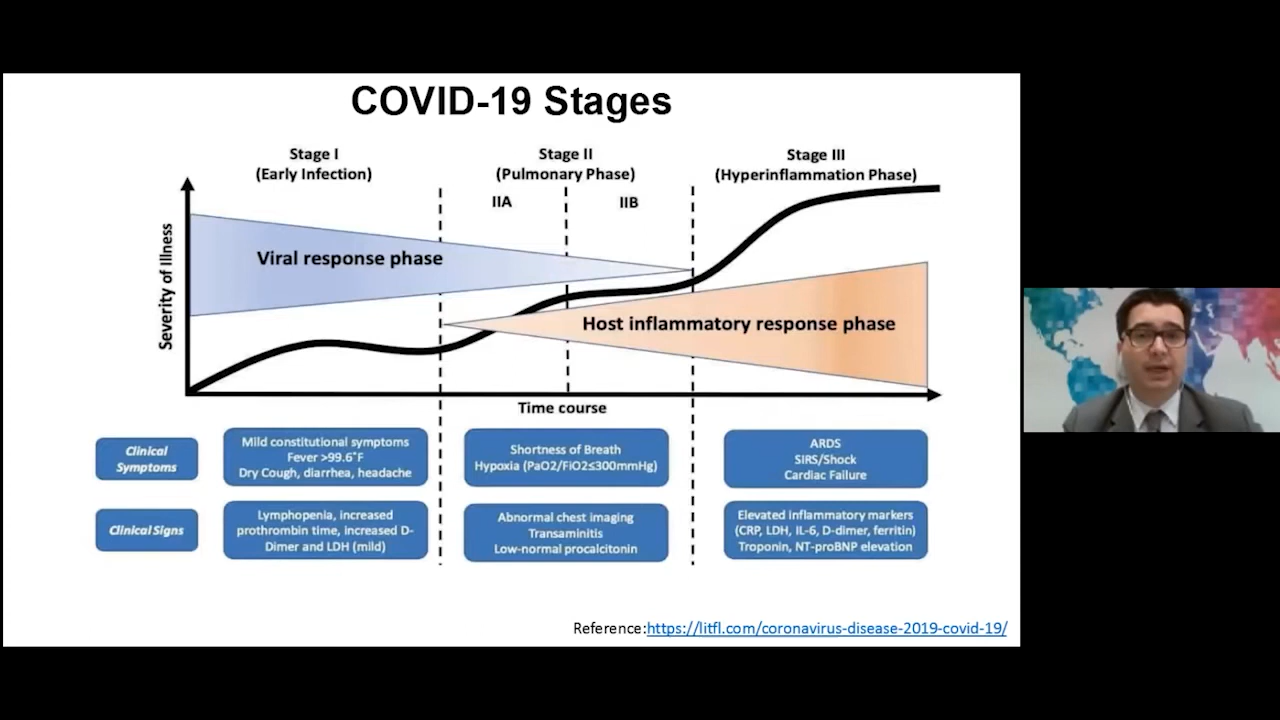 COVID-19 Stages
Stage I
(Early Infection)
Stage II
(Pulmonary Phase)
IIA
IIB
Stage III
(Hyperinflammation Phase)
Severity of Illness
Viral response phase
Host inflammatory response phase
Time course
Clinical
Symptoms
Mild constitutional symptoms
Fever >99.6°F
Dry Cough, diarrhea, headache
Shortness of Breath
Hypoxia (PaO2/FiO2≤300mmHg)
ARDS
SIRS/Shock
Cardiac Failure
Clinical Signs
Lymphopenia, increased
prothrombin time, increased D-
Dimer and LDH (mild)
Abnormal chest imaging
Transaminitis
Low-normal procalcitonin
Elevated inflammatory markers
(CRP, LDH, IL-6, D-dimer, ferritin)
Troponin, NT-proBNP elevation
Reference:https://litfl.com/coronavirus-disease-2019-covid-19/